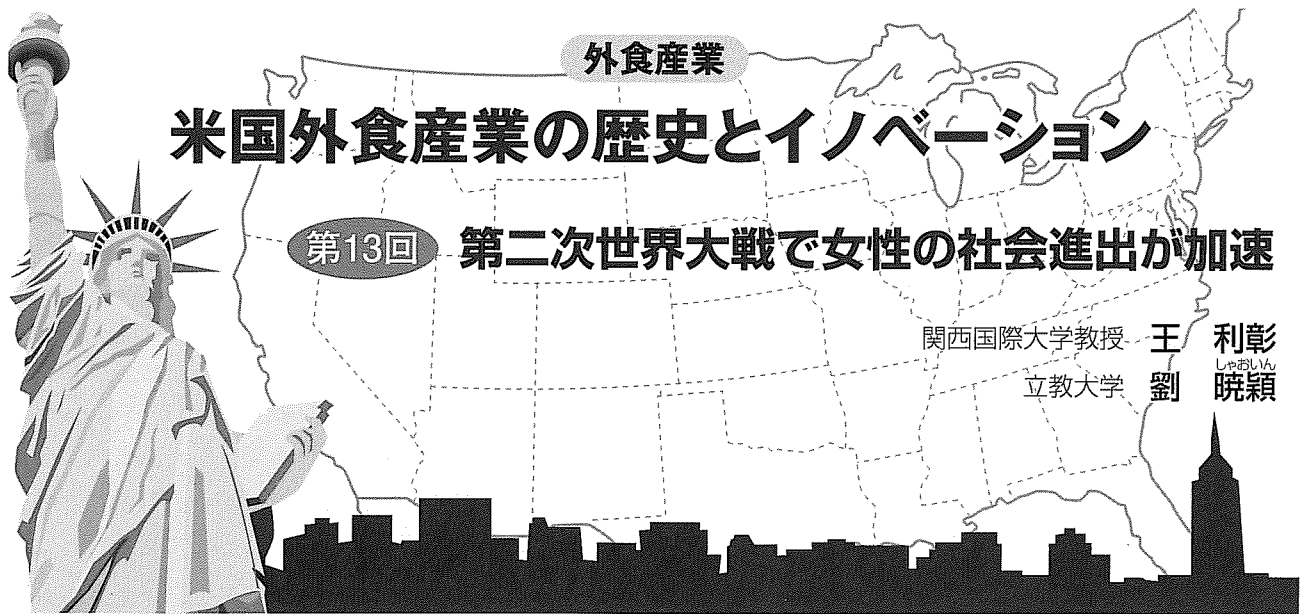 外食産業
米国外食産業の歴史とイノベーション
第13回 第二次世界大戦で女性の社会進出が加速
関西国際大学教授 王 利彰
しゃおいん
立教大学 劉 暁穎